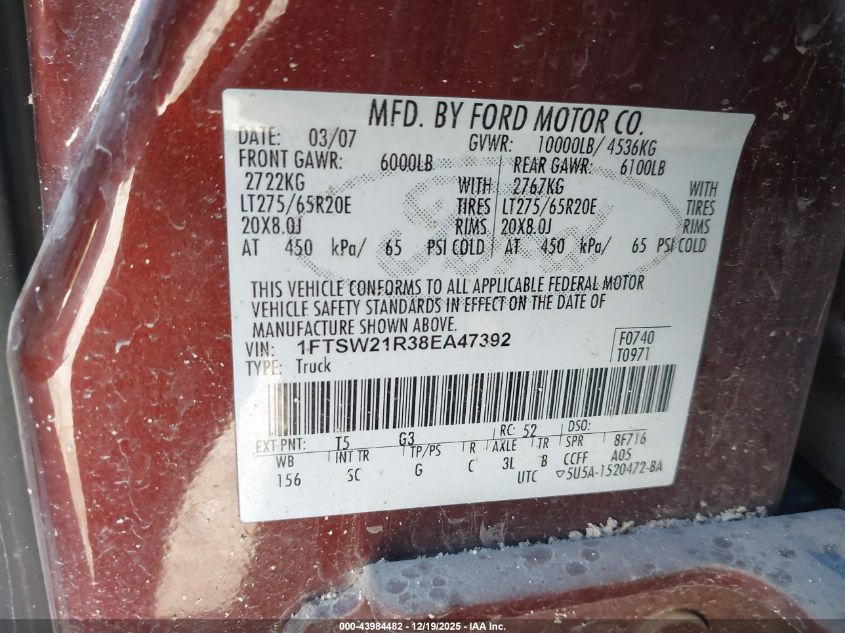 MFD. BY FORD MOTOR CO.
DATE: 03/07 GVWR: 10000LB/ 4536KG
FRONT GAWR: 6000LB REAR GAWR: 6100LB
2722KG WITH 2767KG WITH
LT275/65R20E TIRES LT275/65R20E TIRES
20X8.0J RIMS 20X8.0J RIMS
AT 450 kPa/ 65 PSI COLD AT 450 kPa/ 65 PSI COLD
THIS VEHICLE CONFORMS TO ALL APPLICABLE FEDERAL MOTOR
VEHICLE SAFETY STANDARDS IN EFFECT ON THE DATE OF
MANUFACTURE SHOWN ABOVE.
VIN: 1FTSW21R38EA47392 F0740
TYPE: Truck T0971
EXT PNT: T5 G3 RC: 52 DSO:
WB INT TR TP/PS R AXLE TR SPR 8F716
156 SC G C 3L B CCFF A05
UTC 5U5A-1520472-BA
000-43984482 - 12/19/2025 - IAA Inc.